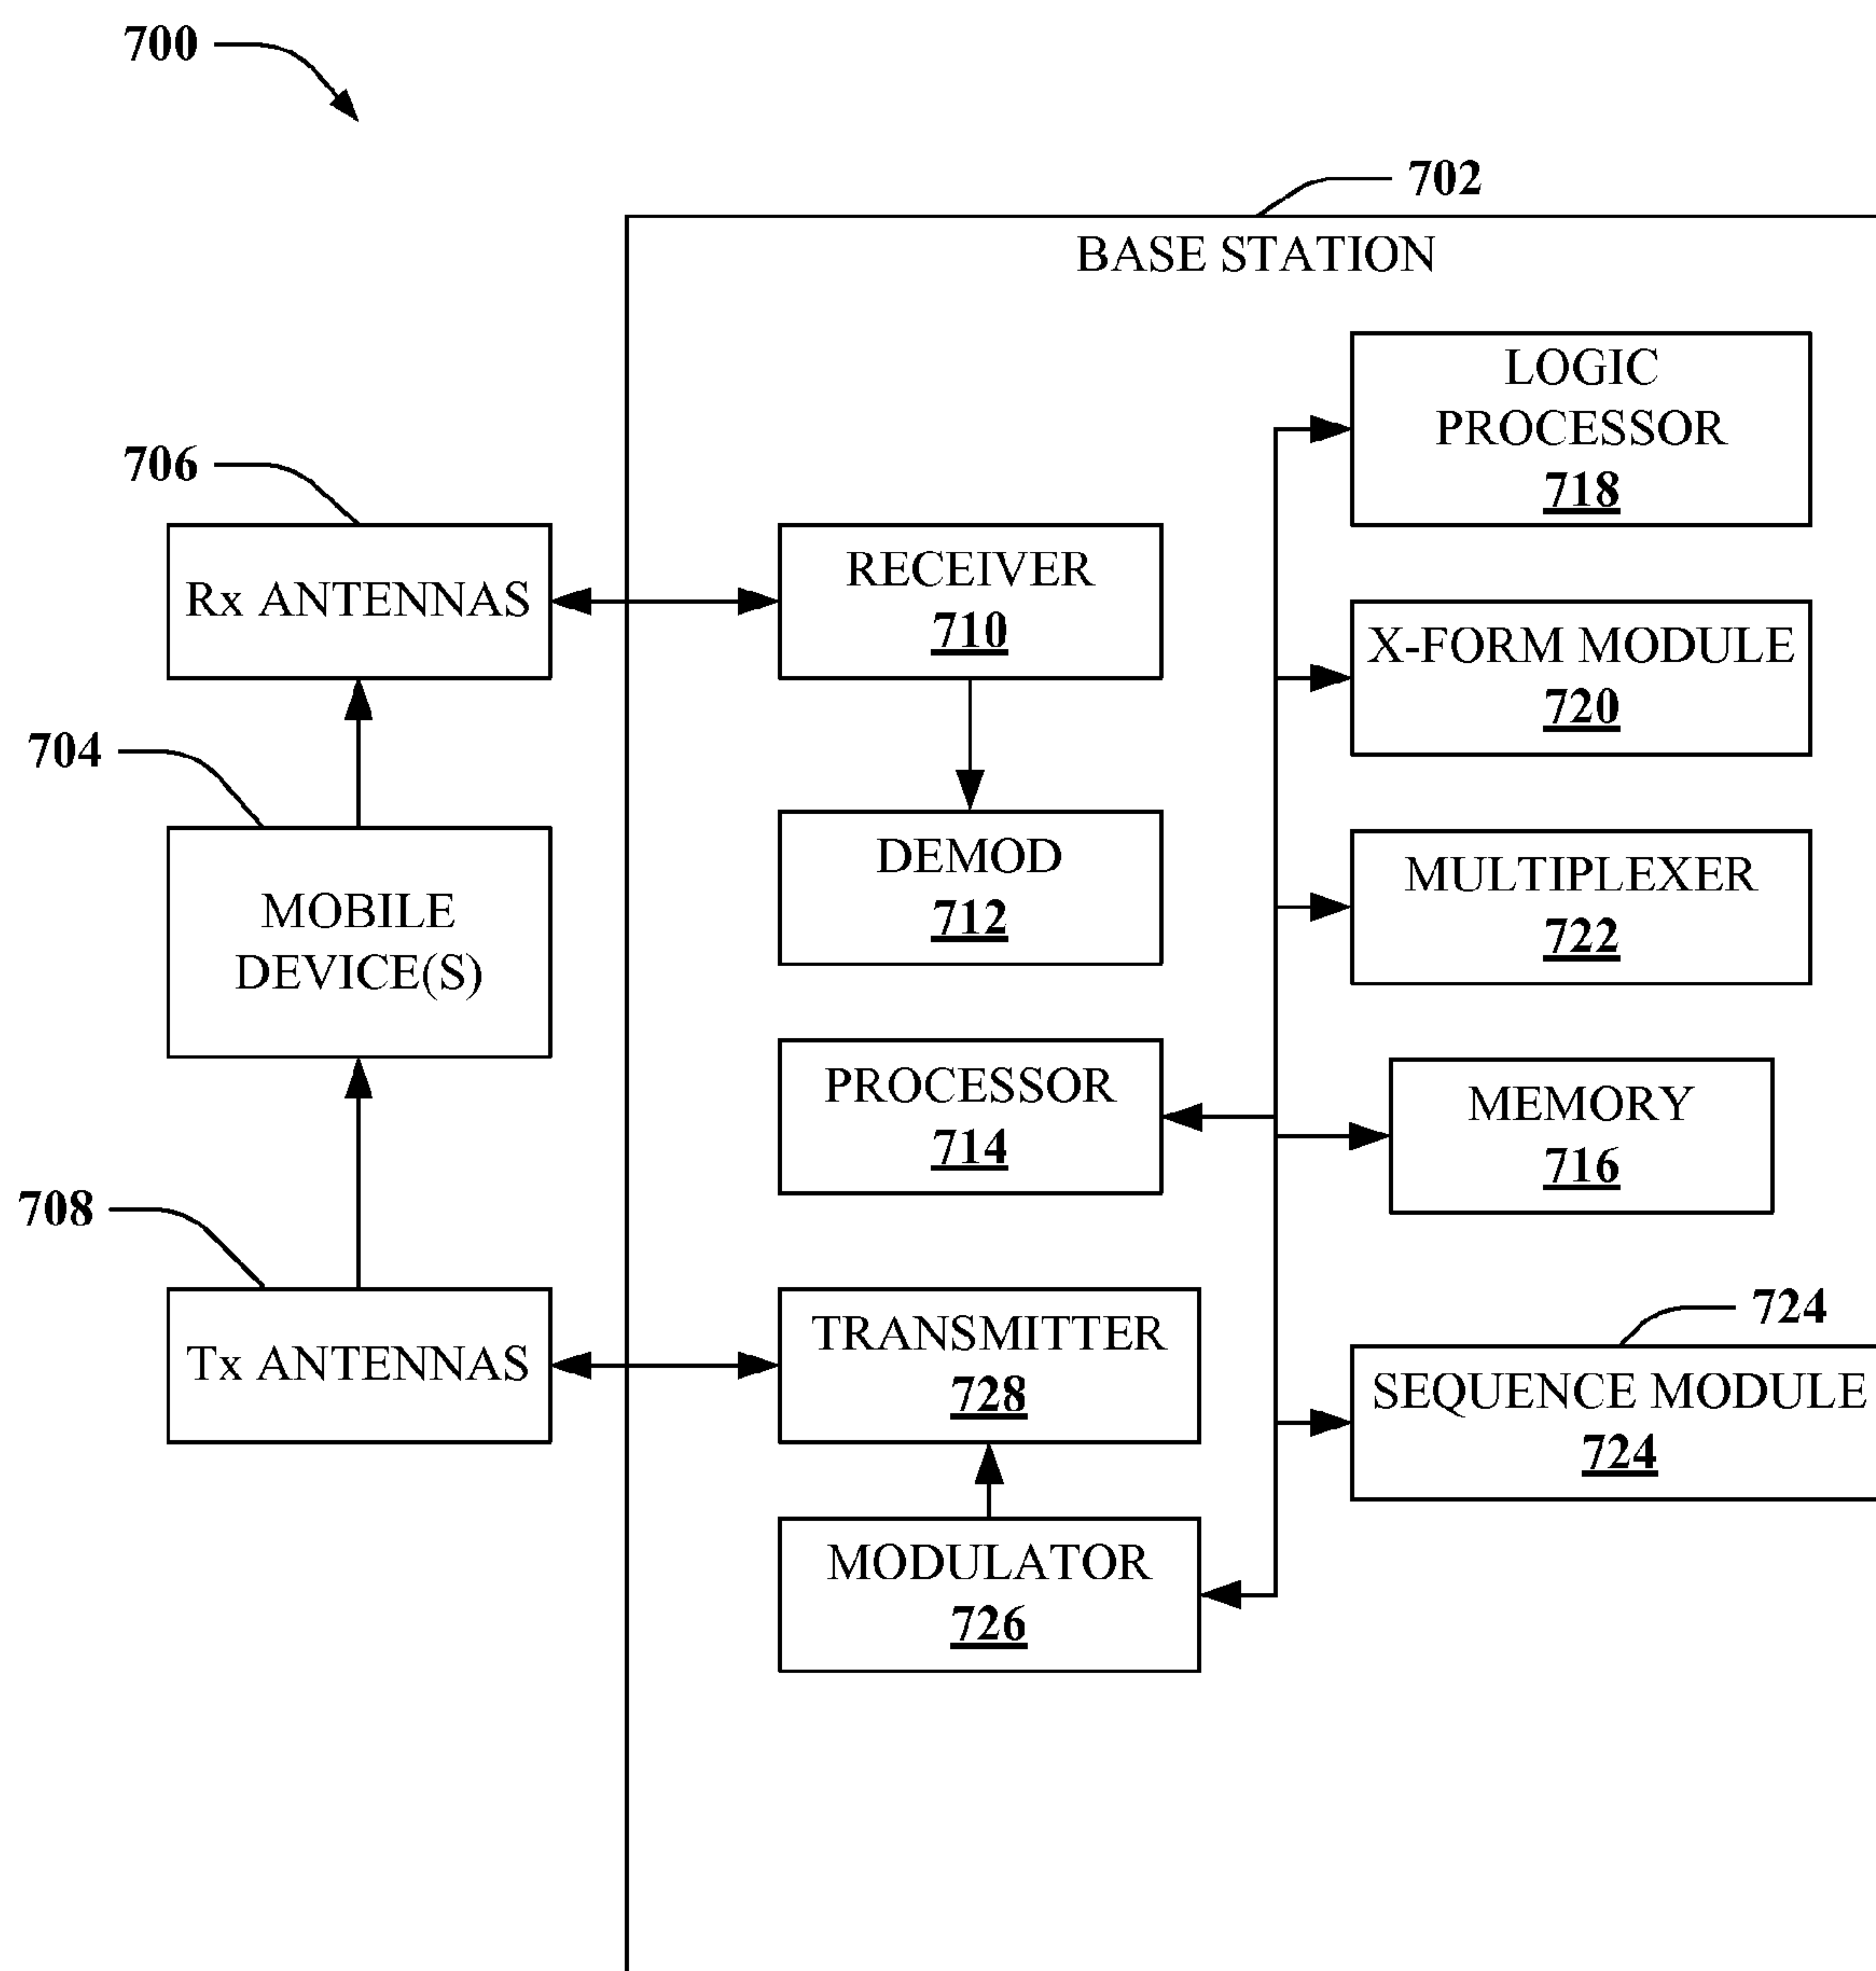 700
702
BASE STATION
LOGIC
PROCESSOR
718
706
Rx ANTENNAS
RECEIVER
710
X-FORM MODULE
720
704
MOBILE
DEVICE(S)
DEMOD
712
MULTIPLEXER
722
PROCESSOR
714
MEMORY
716
708
Tx ANTENNAS
TRANSMITTER
728
724
SEQUENCE MODULE
724
MODULATOR
726